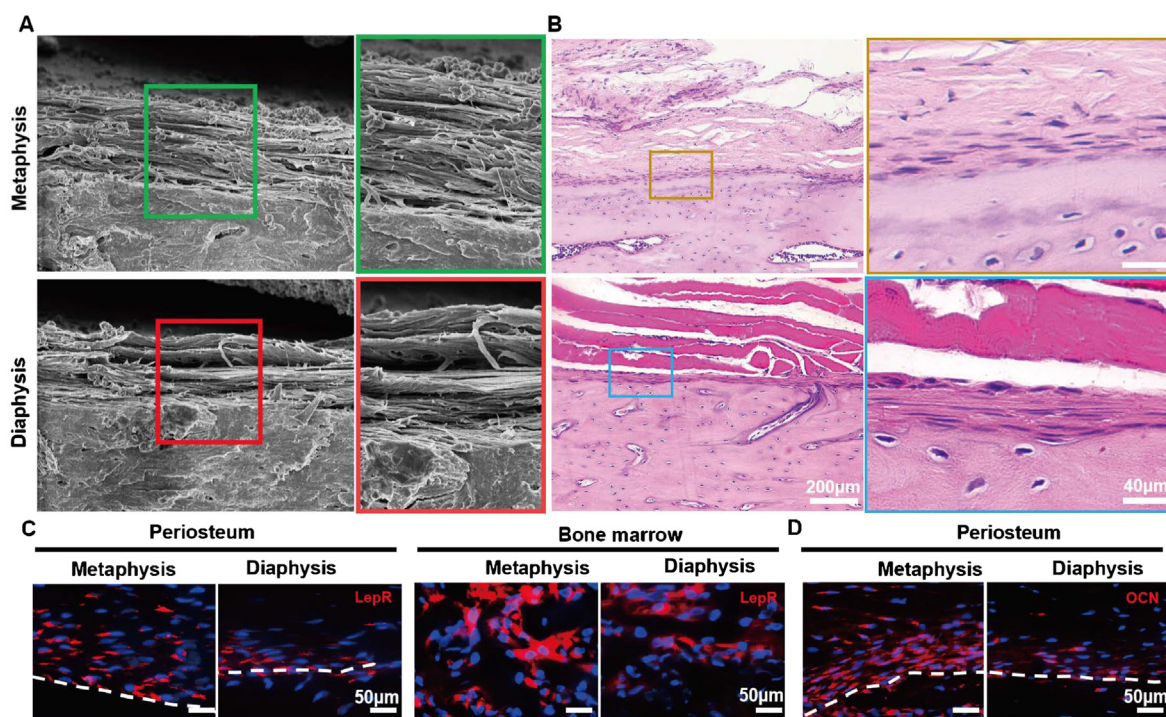 A
B
Metaphysis
Diaphysis
200µm
40µm
C
Periosteum
Bone marrow
D
Periosteum
Metaphysis
Diaphysis
Metaphysis
Diaphysis
Metaphysis
Diaphysis
LepR
LepR
OCN
50µm
50µm
50µm